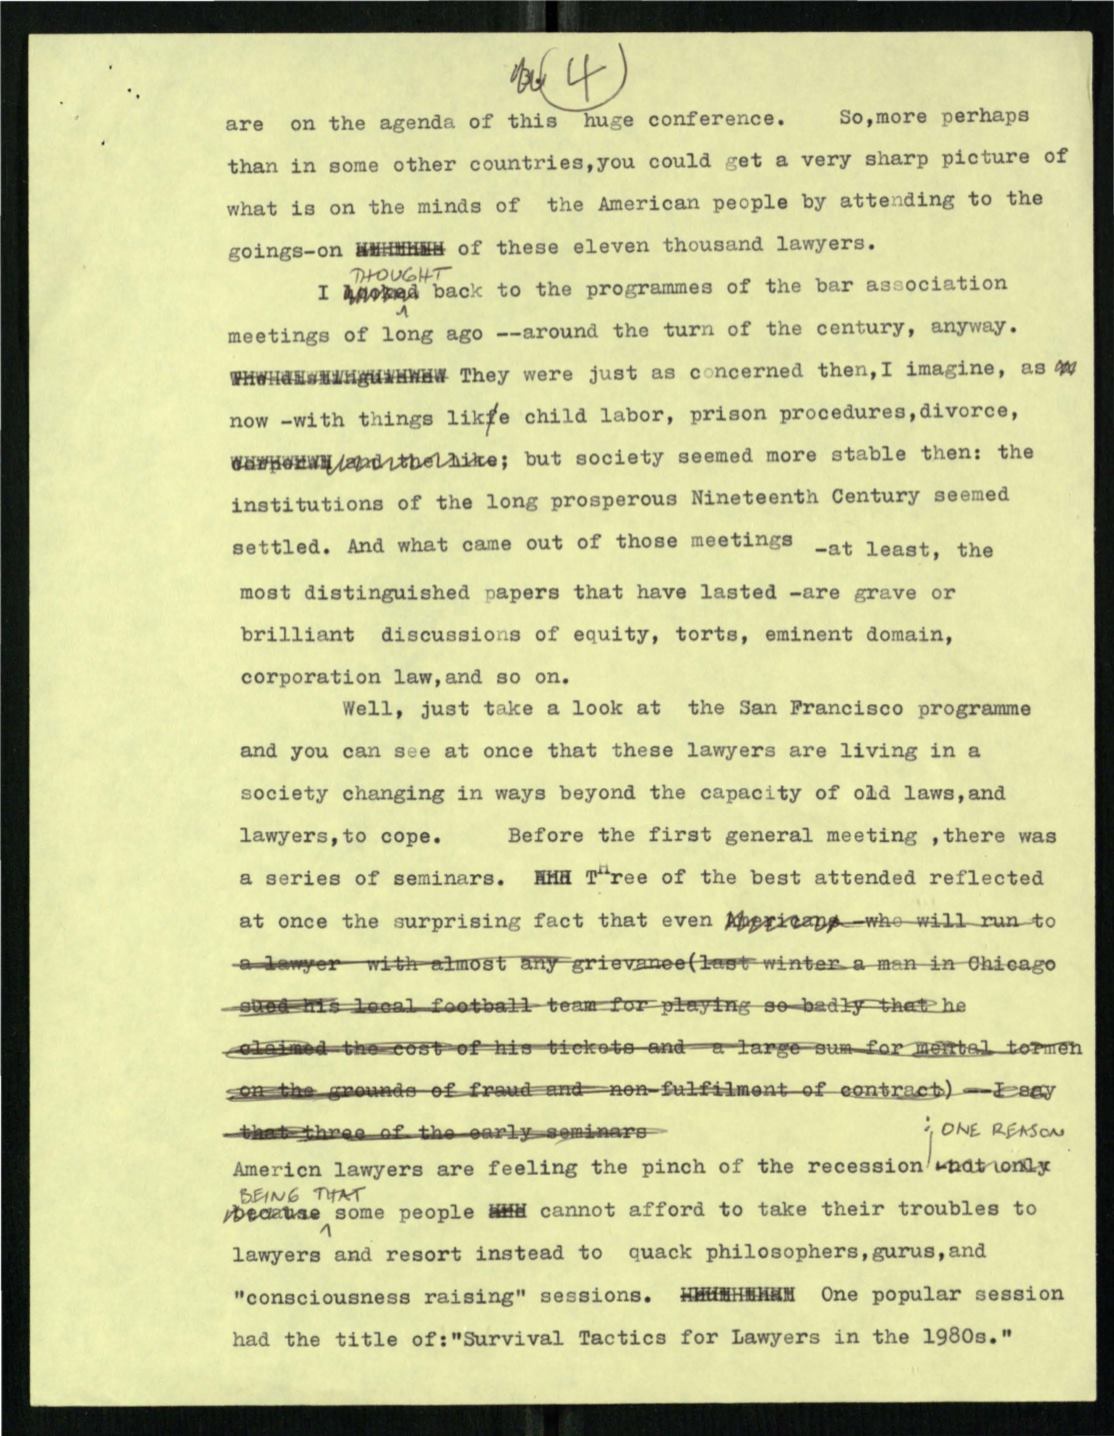 4
are on the agenda of this huge conference. So,more perhaps
than in some other countries,you could get a very sharp picture of
what is on the minds of the American people by attending to the
goings-on of these eleven thousand lawyers.
THOUGHT
I looked back to the programmes of the bar association
meetings of long ago --around the turn of the century, anyway.
The distinguished They were just as concerned then,I imagine, as
now -with things like child labor, prison procedures,divorce,
and the like; but society seemed more stable then: the
institutions of the long prosperous Nineteenth Century seemed
settled. And what came out of those meetings -at least, the
most distinguished papers that have lasted -are grave or
brilliant discussions of equity, torts, eminent domain,
corporation law,and so on.
Well, just take a look at the San Francisco programme
and you can see at once that these lawyers are living in a
society changing in ways beyond the capacity of old laws,and
lawyers,to cope. Before the first general meeting ,there was
a series of seminars. THree of the best attended reflected
at once the surprising fact that even Americans -who will run to
a lawyer with almost any grievance(last winter a man in Chicago
sued his local football team for playing so badly that he
claimed the cost of his tickets and a large sum for mental tormen
on the grounds of fraud and non-fulfilment of contract) --I say
that three of the early seminars
; ONE REASON
Americn lawyers are feeling the pinch of the recession -not only
BEING THAT
because some people cannot afford to take their troubles to
lawyers and resort instead to quack philosophers,gurus,and
"consciousness raising" sessions. One popular session
had the title of:"Survival Tactics for Lawyers in the 1980s."